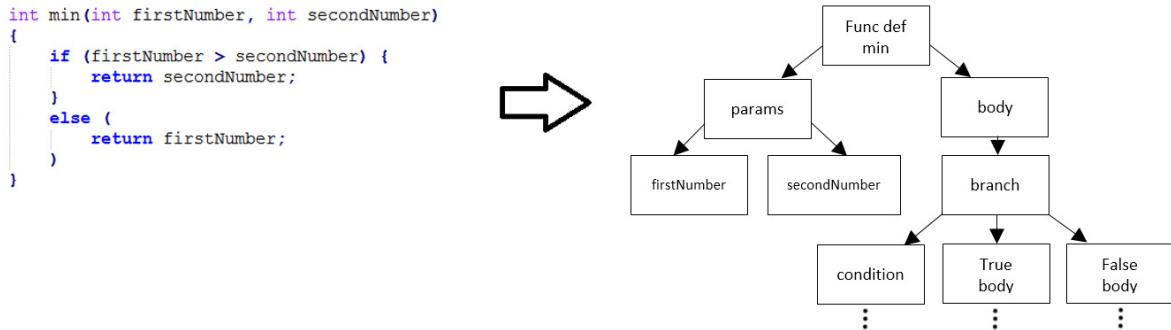 int min(int firstNumber, int secondNumber)
{
if (firstNumber > secondNumber) {
return secondNumber;
}
else (
return firstNumber;
)
}
Func def
min
params
body
firstNumber
secondNumber
branch
condition
True
body
False
body